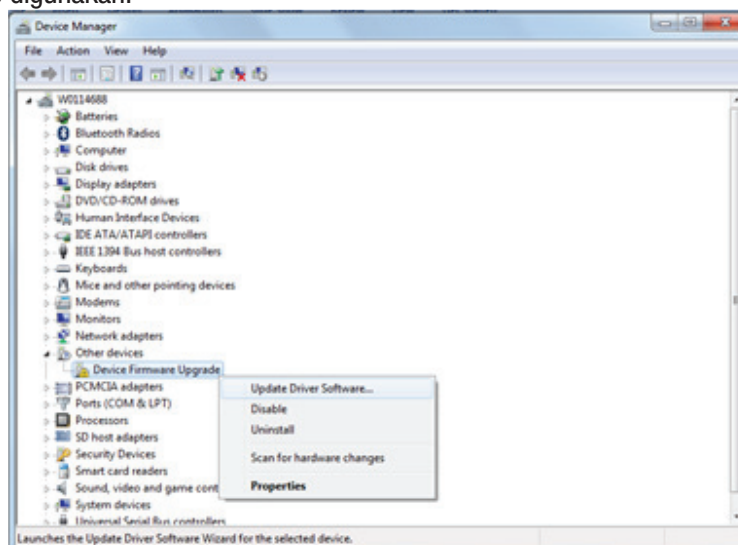 digunakan.
Device Manager
File Action View Help
W0114688
Batteries
Bluetooth Radios
Computer
Disk drives
Display adapters
DVD/CD-ROM drives
Human Interface Devices
IDE ATA/ATAPI controllers
IEEE 1394 Bus host controllers
Keyboards
Mice and other pointing devices
Modems
Monitors
Network adapters
Other devices
Device Firmware Upgrade
PCMCIA adapters
Ports (COM & LPT)
Processors
SD host adapters
Security Devices
Smart card readers
Sound, video and game cont
System devices
Universal Serial Bus controllers
Update Driver Software...
Disable
Uninstall
Scan for hardware changes
Properties
Launches the Update Driver Software Wizard for the selected device.